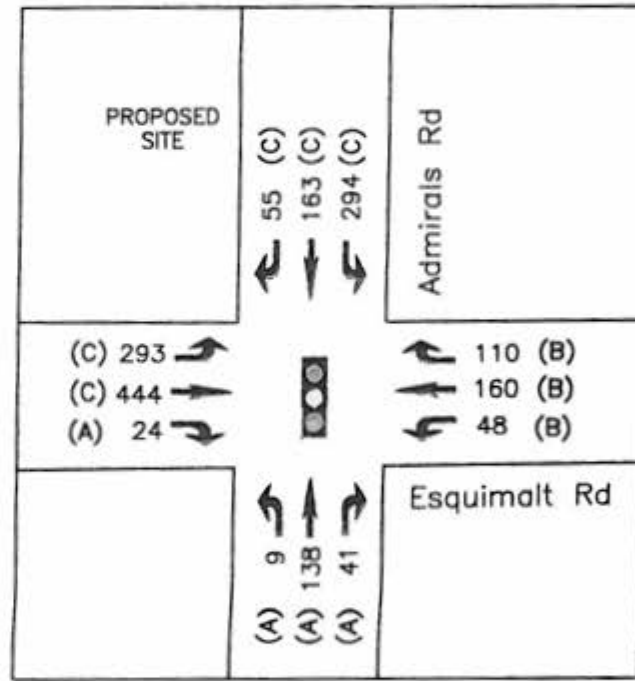 PROPOSED
SITE
55 (C)
163 (C)
294 (C)
Admirals Rd
(C) 293
(C) 444
(A) 24
110 (B)
160 (B)
48 (B)
Esquimalt Rd
(A) 9
(A) 138
(A) 41